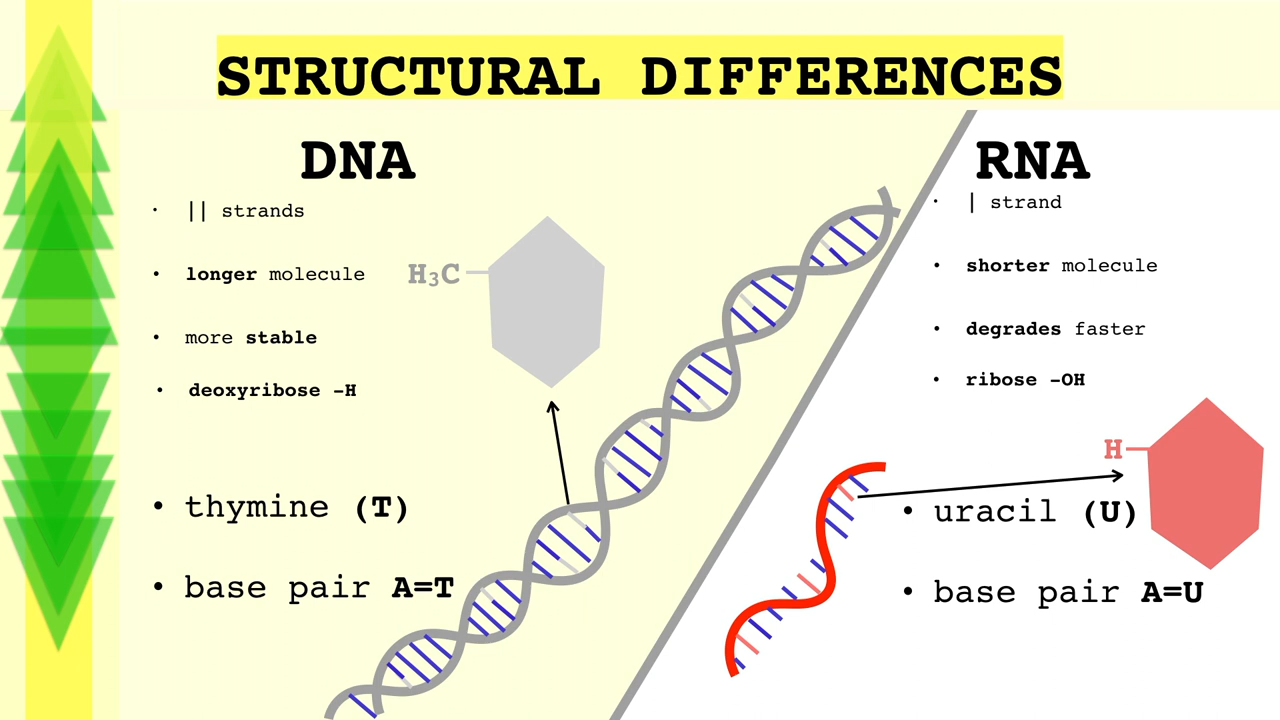 STRUCTURAL DIFFERENCES
DNA
• || strands
• longer molecule
• more stable
• deoxyribose -H
H₃C
• thymine (T)
• base pair A=T
RNA
• | strand
• shorter molecule
• degrades faster
• ribose -OH
H
• uracil (U)
• base pair A=U